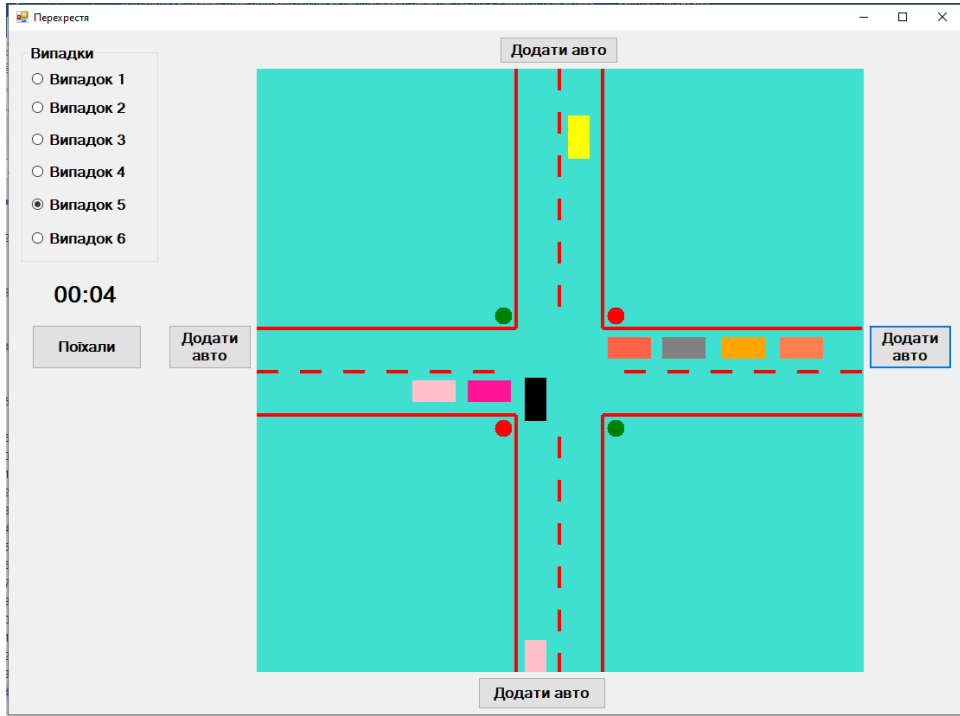 Перехрестя
Додати авто
Випадки
Випадок 1
Випадок 2
Випадок 3
Випадок 4
Випадок 5
Випадок 6
00:04
Поїхали
Додати
авто
Додати
авто
Додати авто